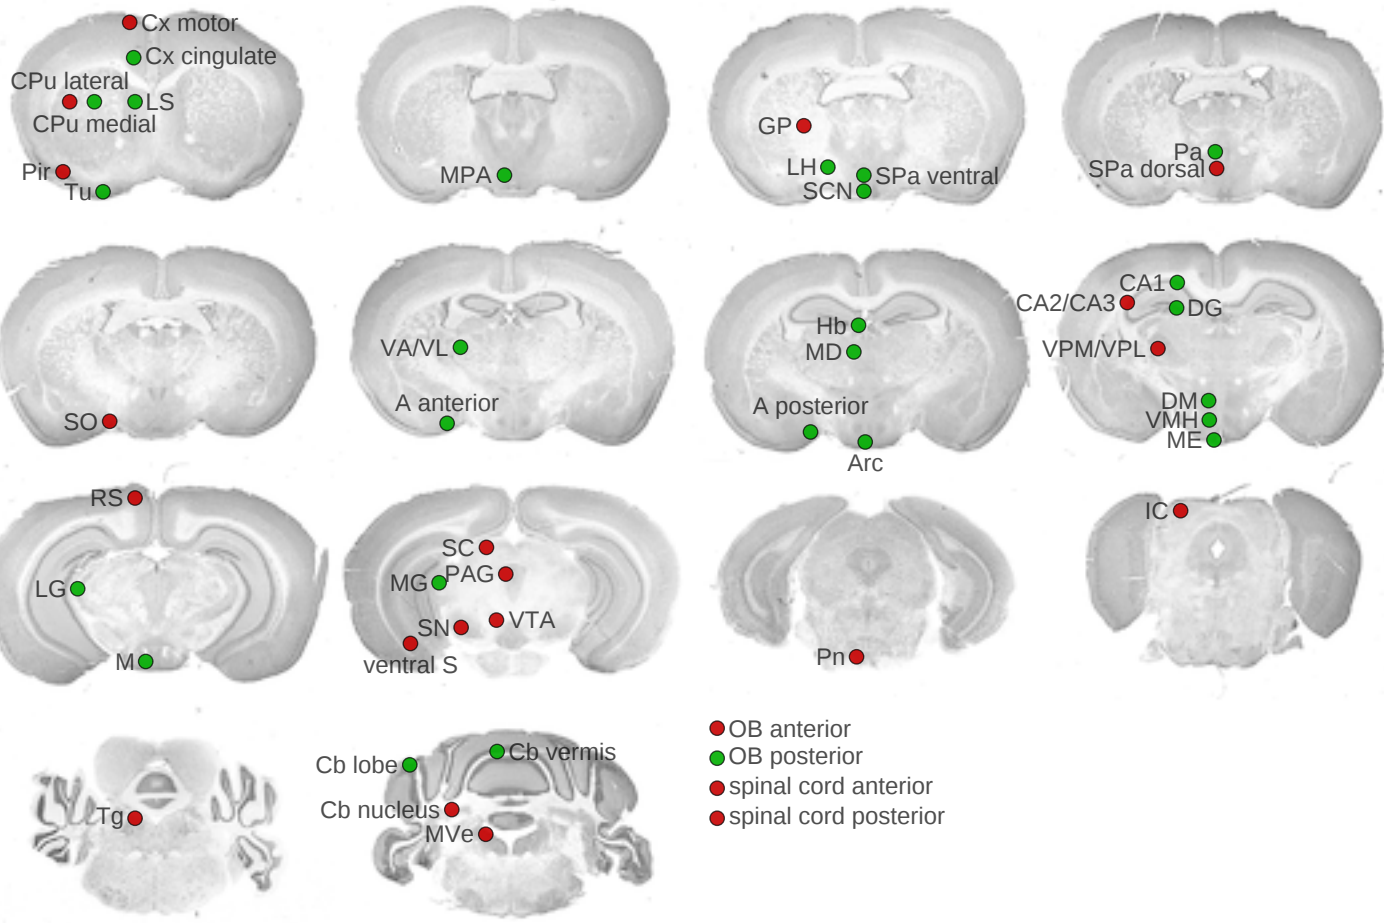 Cx motor
Cx cingulate
CPu lateral
LS
CPu medial
Pir
Tu
MPA
GP
LH
SPa ventral
SCN
Pa
SPa dorsal
SO
VA/VL
A anterior
Hb
MD
A posterior
Arc
CA1
CA2/CA3
DG
VPM/VPL
DM
VMH
ME
RS
LG
M
SC
MG
PAG
SN
VTA
ventral S
Pn
IC
Tg
Cb lobe
Cb vermis
Cb nucleus
MVe
OB anterior
OB posterior
spinal cord anterior
spinal cord posterior